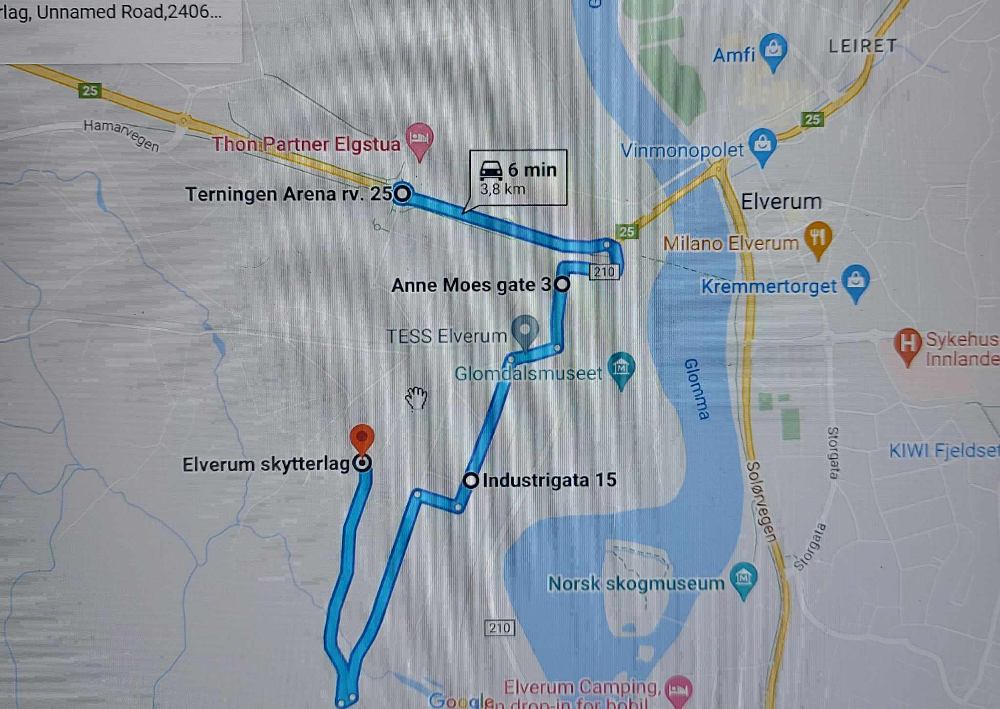 rlag, Unnamed Road,2406...
G
LEIRET
Amfi
25
25
Hamarvegen
Thon Partner Elgstua
Vinmonopolet
6 min
3,8 km
Terningen Arena rv. 25
Elverum
25
Milano Elverum
210
Anne Moes gate 3
Kremmertorget
TESS Elverum
Sykehus
Innlande
Glomdalsmuseet
Glomma
Storgata
KIWI Fjeldset
Elverum skytterlag
Industrigata 15
Solørvegen
Storgata
Norsk skogmuseum
210
Elverum Camping,
Google
n drop-in for bobil